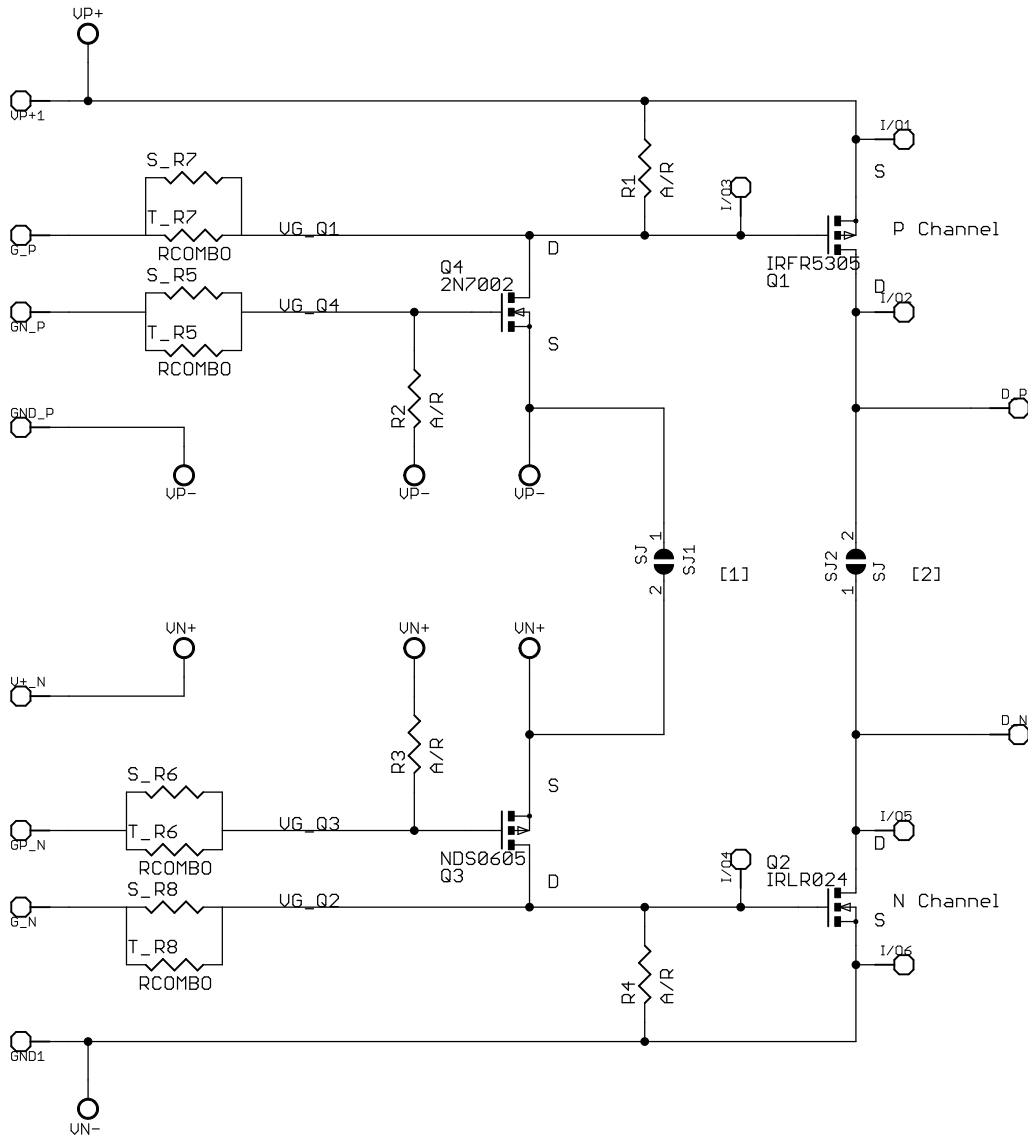 VP+
VP+1
I/O1
S_R7
S
R1
A/R
I/O3
T_R7
VG_Q1
P Channel
G_P
RCOMBO
D
IRFR5305
Q1
S_R5
Q4
2N7002
D
I/O2
VG_Q4
GN_P
T_R5
S
RCOMBO
R2
A/R
D_P
GND_P
VP-
VP-
VP-
SJ
1
SJ1
2
[1]
2
SJ2
SJ
1
[2]
VN+
VN+
VN+
V+_N
D_N
R3
A/R
S_R6
S
I/O5
VG_Q3
GP_N
T_R6
D
RCOMBO
NDS0605
Q3
I/O4
Q2
IRLR024
S_R8
D
N Channel
VG_Q2
G_N
S
T_R8
I/O6
RCOMBO
R4
A/R
GND1
VN-